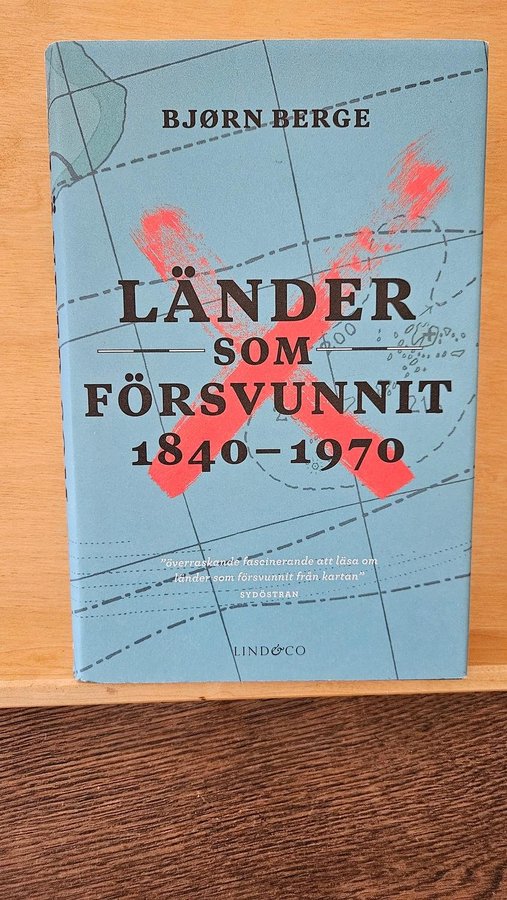 BJØRN BERGE
LÄNDER
SOM
FÖRSVUNNIT
1840–1970
"överraskande fascinerande att läsa om
länder som försvunnit från kartan"
SYDÖSTRAN
LIND&CO